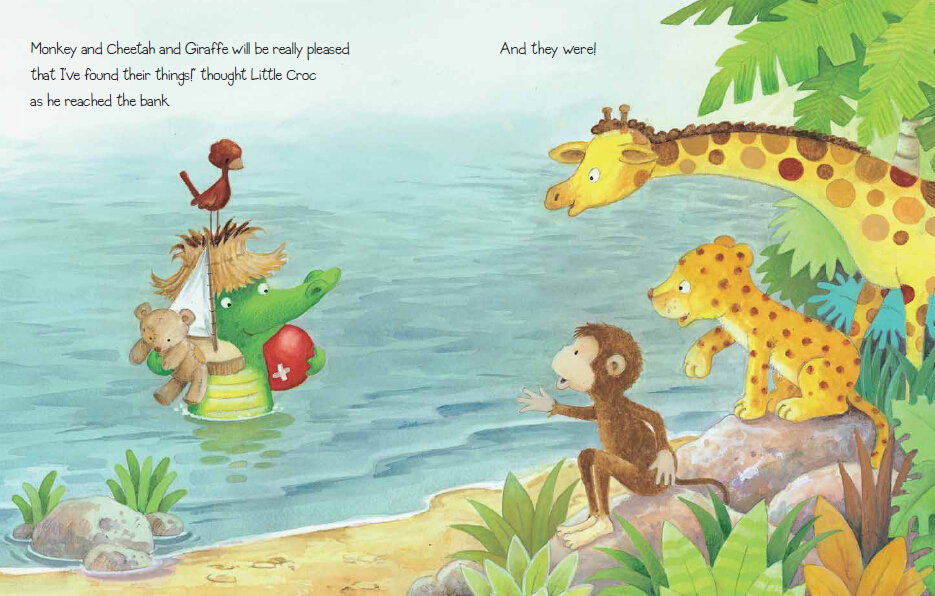 Monkey and Cheetah and Giraffe will be really pleased
that I've found their things!" thought Little Croc
as he reached the bank.
And they were!